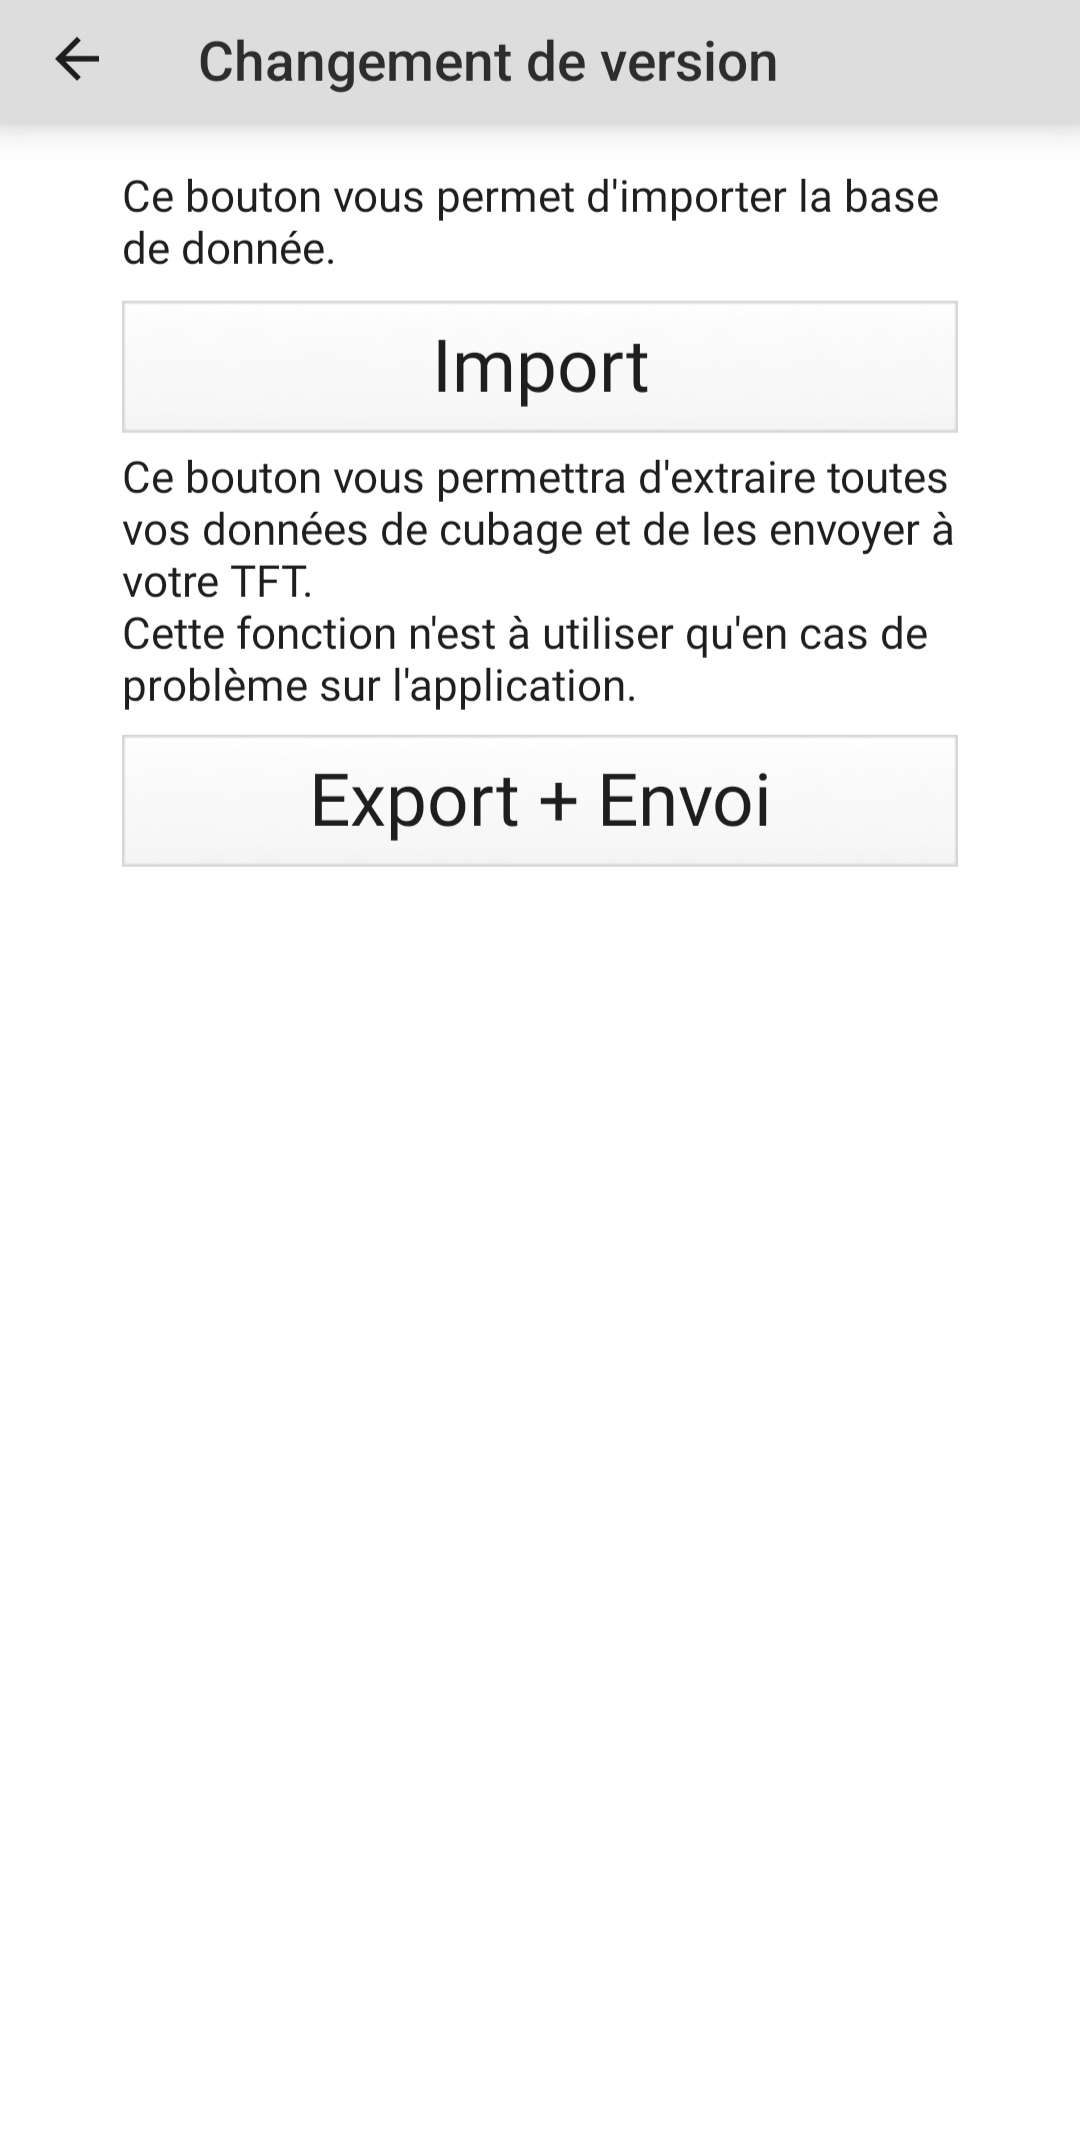 Changement de version
Ce bouton vous permet d'importer la base
de donnée.
Import
Ce bouton vous permettra d'extraire toutes
vos données de cubage et de les envoyer à
votre TFT.
Cette fonction n'est à utiliser qu'en cas de
problème sur l'application.
Export + Envoi